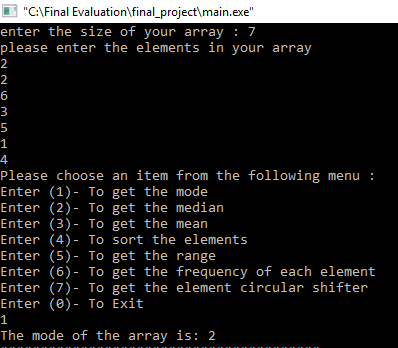 "C:\Final Evaluation\final_project\main.exe"
enter the size of your array : 7
please enter the elements in your array
2
2
6
3
5
1
4
Please choose an item from the following menu :
Enter (1)- To get the mode
Enter (2)- To get the median
Enter (3)- To get the mean
Enter (4)- To sort the elements
Enter (5)- To get the range
Enter (6)- To get the frequency of each element
Enter (7)- To get the element circular shifter
Enter (0)- To Exit
1
The mode of the array is: 2